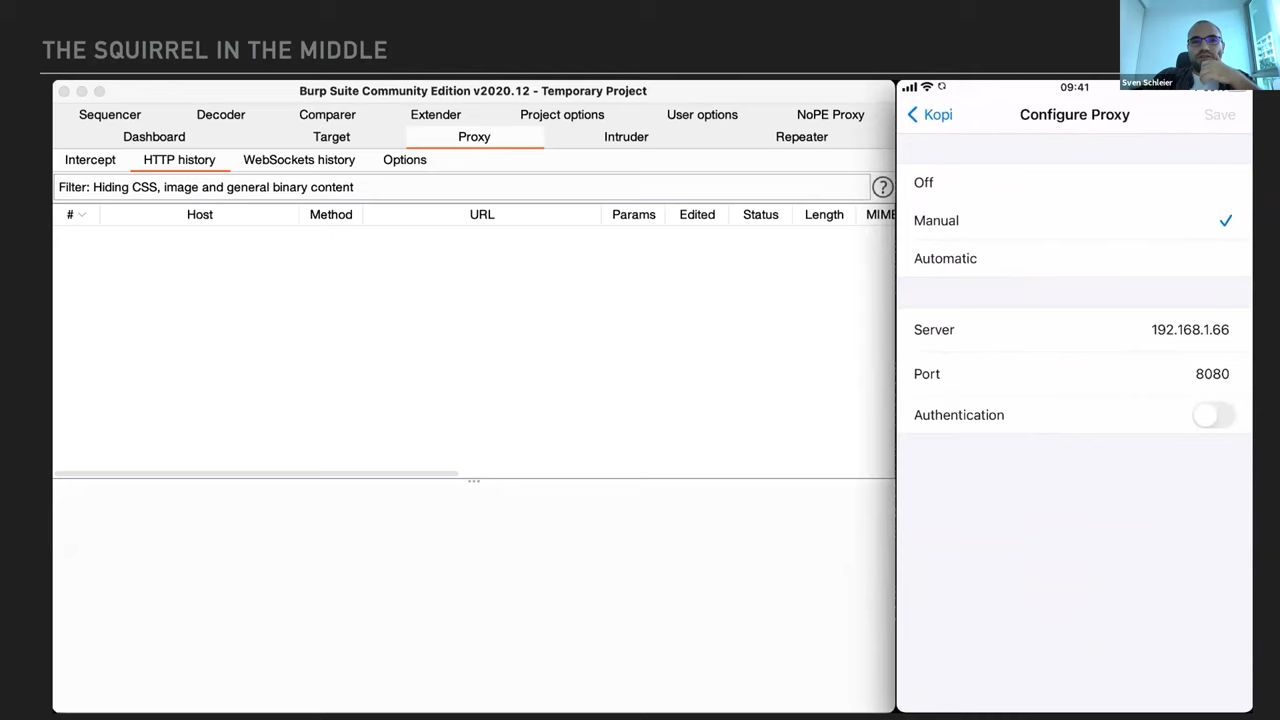 THE SQUIRREL IN THE MIDDLE
Sven Schleier
Burp Suite Community Edition v2020.12 - Temporary Project
Sequencer Decoder Comparer Extender Project options User options NoPE Proxy
Dashboard Target Proxy Intruder Repeater
Intercept HTTP history WebSockets history Options
Filter: Hiding CSS, image and general binary content ?
# Host Method URL Params Edited Status Length MIME
09:41
Kopi Configure Proxy Save
Off
Manual
Automatic
Server 192.168.1.66
Port 8080
Authentication